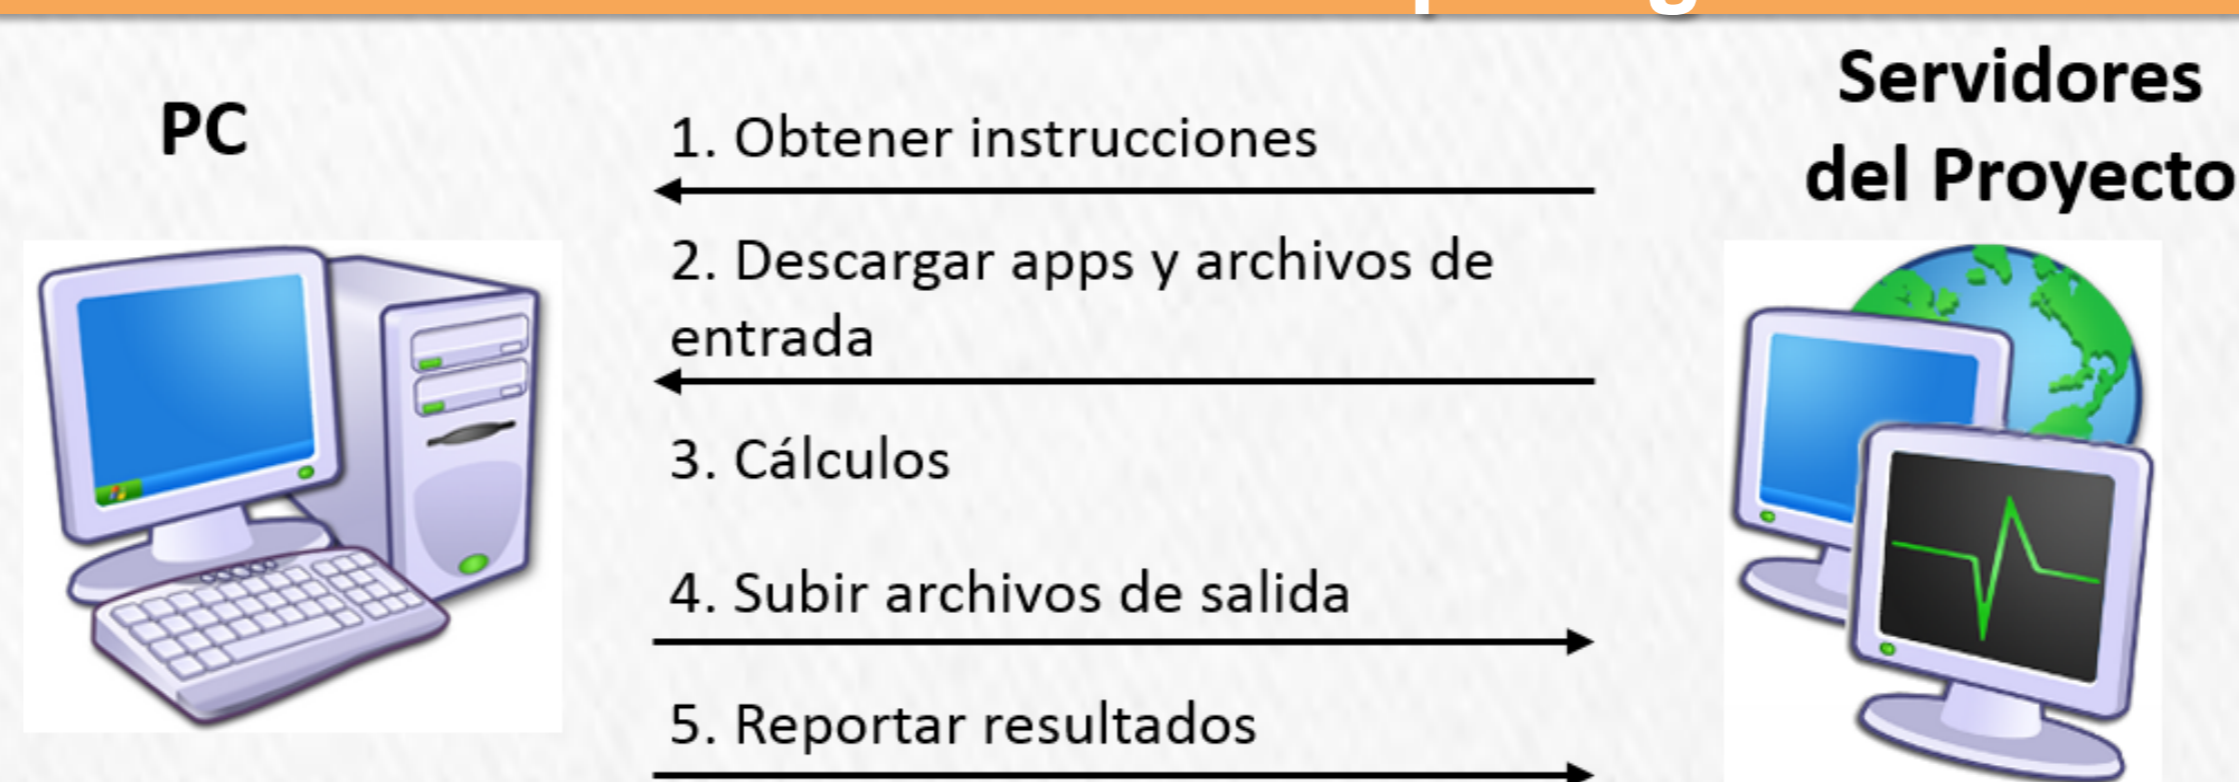 PC
Servidores
del Proyecto
1. Obtener instrucciones
2. Descargar apps y archivos de
entrada
3. Cálculos
4. Subir archivos de salida
5. Reportar resultados